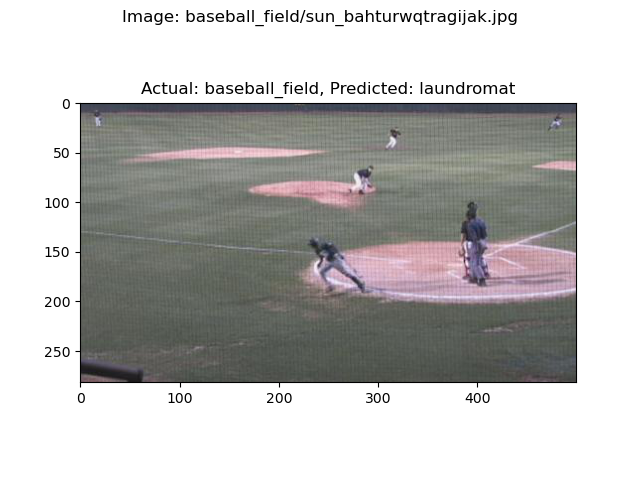 Image: baseball_field/sun_bahturwqtragijak.jpg
Actual: baseball_field, Predicted: laundromat
0
50
100
150
200
250
0 100 200 300 400